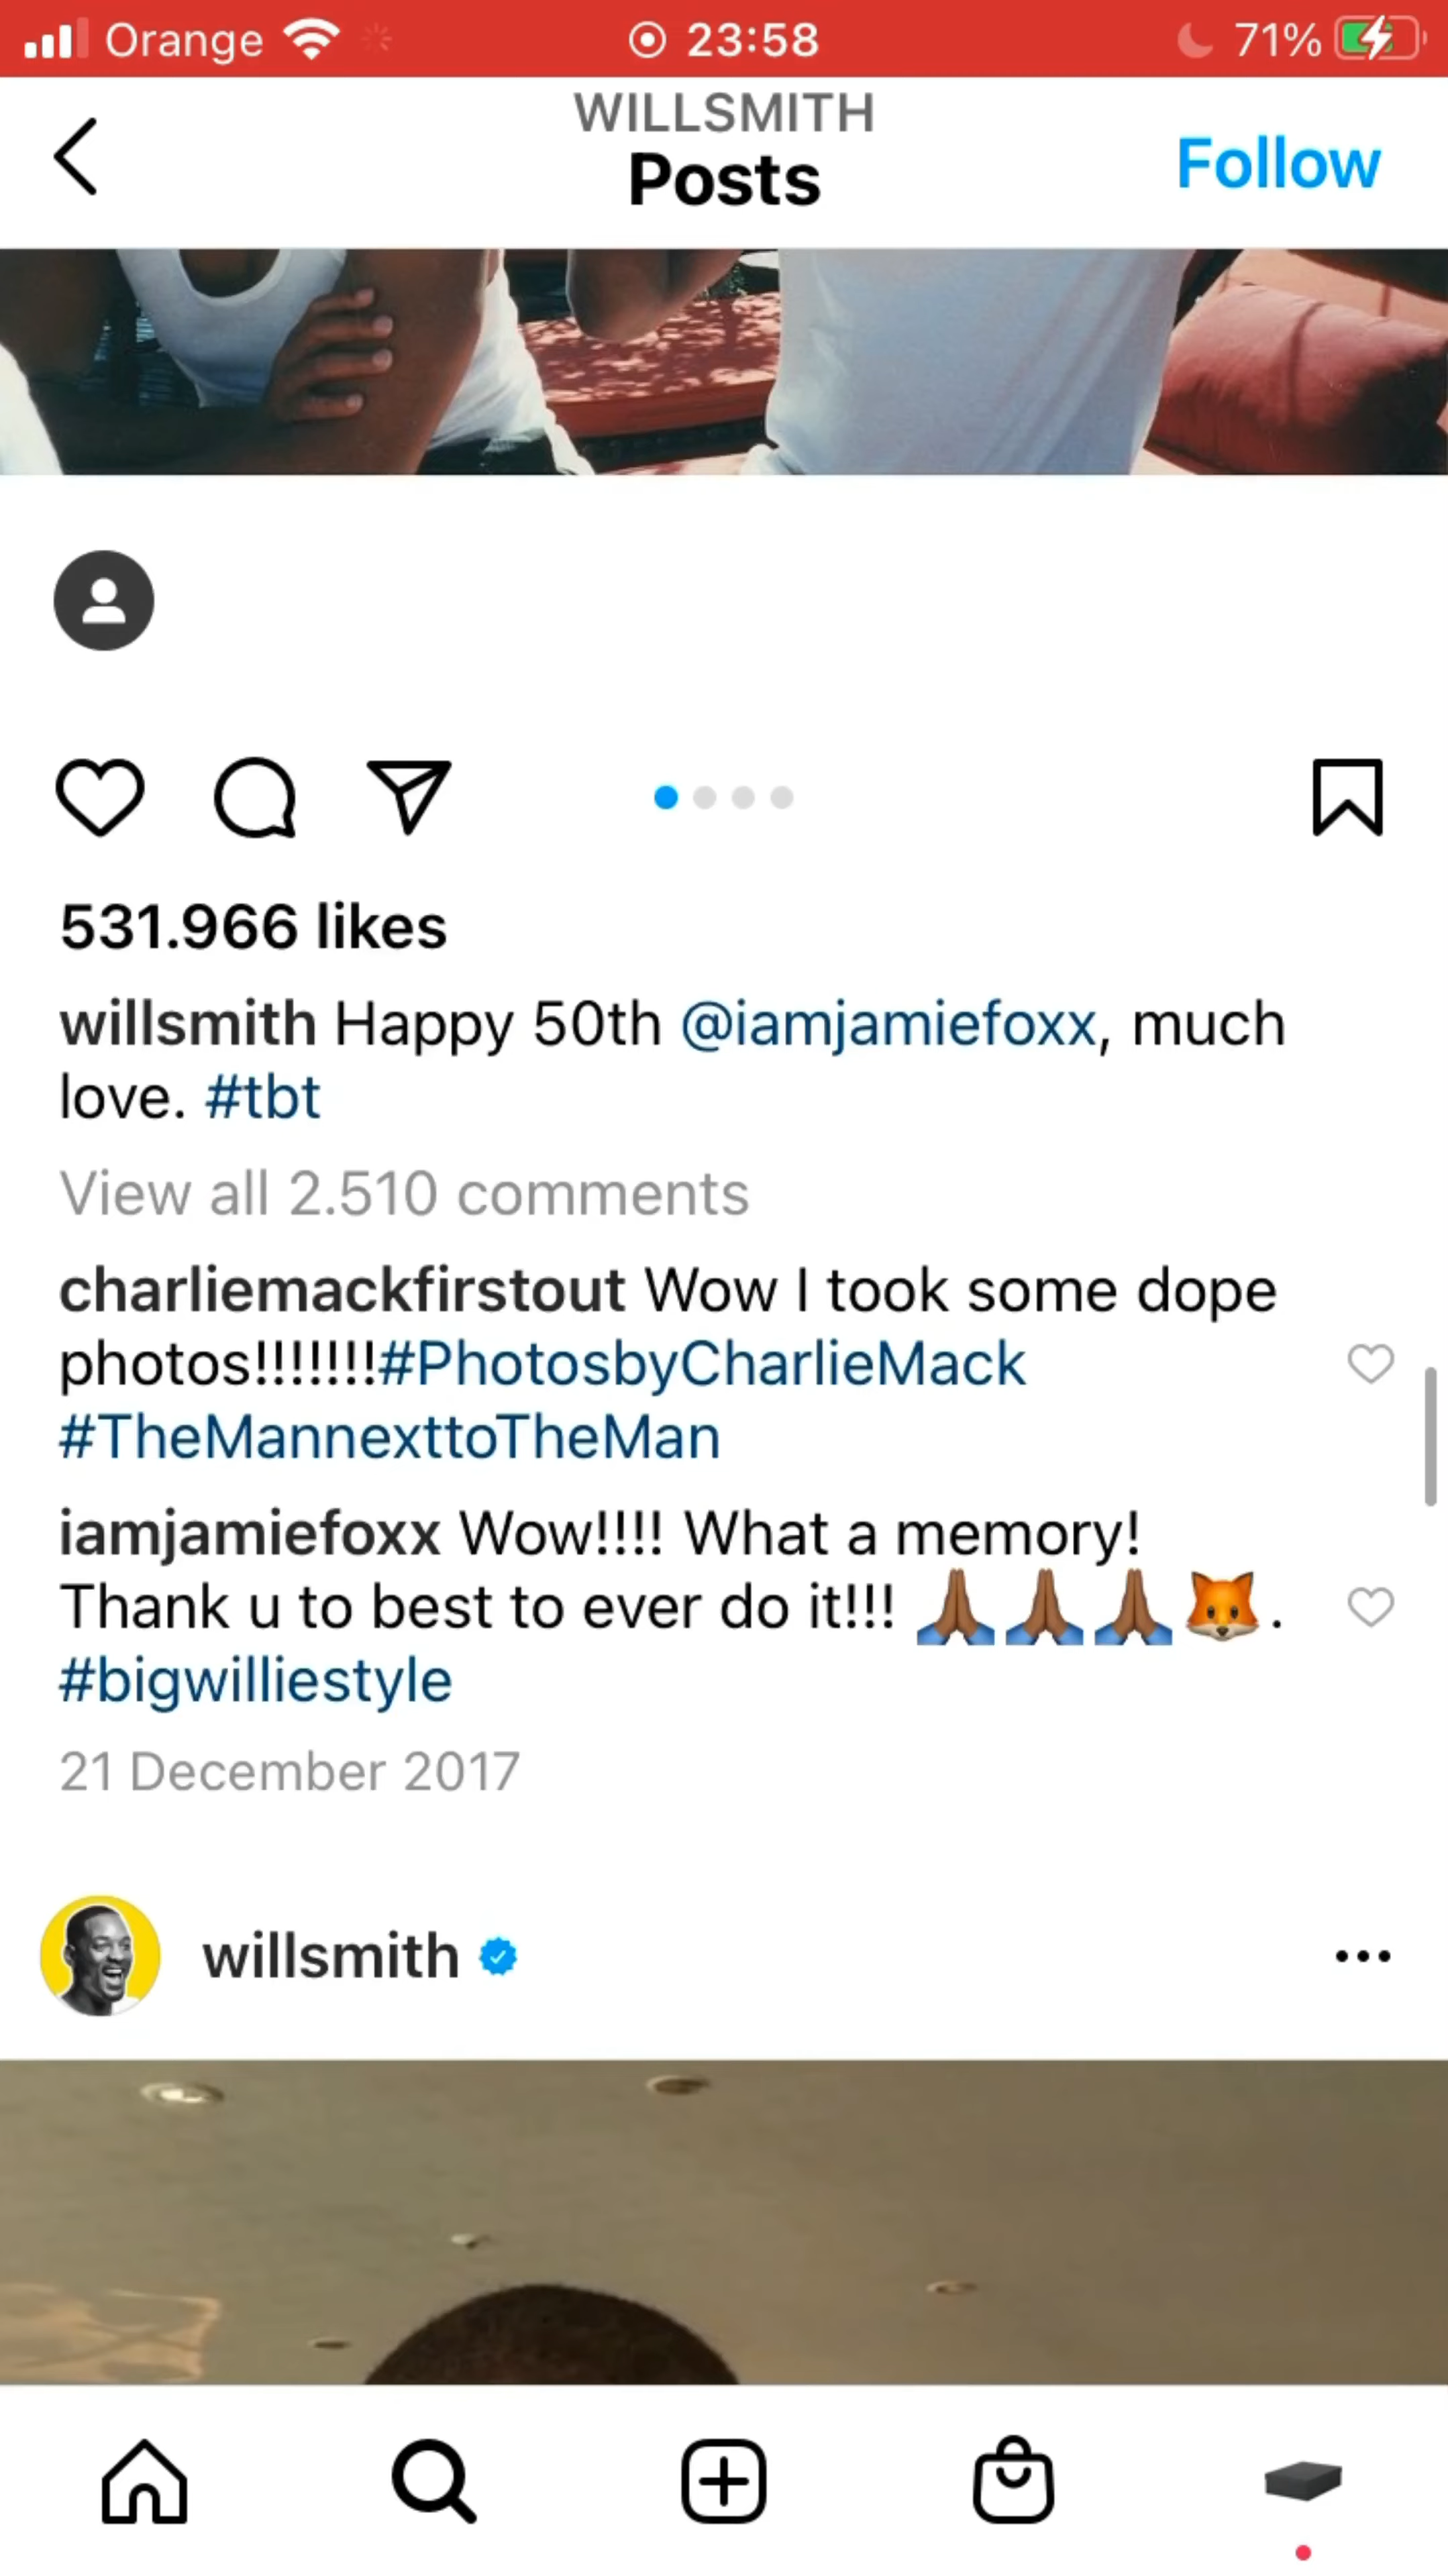 Orange 23:58 71%
WILLSMITH
Posts
Follow
531.966 likes
willsmith Happy 50th @iamjamiefoxx, much
love. #tbt
View all 2.510 comments
charliemackfirstout Wow I took some dope
photos!!!!!!!#PhotosbyCharlieMack
#TheMannexttoTheMan
iamjamiefoxx Wow!!!! What a memory!
Thank u to best to ever do it!!! 🙏🏾🙏🏾🙏🏾🦊.
#bigwilliestyle
21 December 2017
willsmith